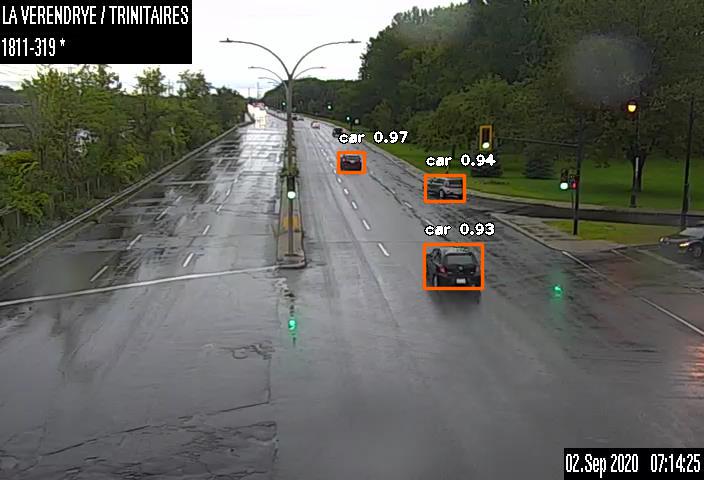 LA VERENDRYE / TRINITAIRES
1811-319 *
car 0.97
car 0.94
car 0.93
02.Sep 2020 07:14:25